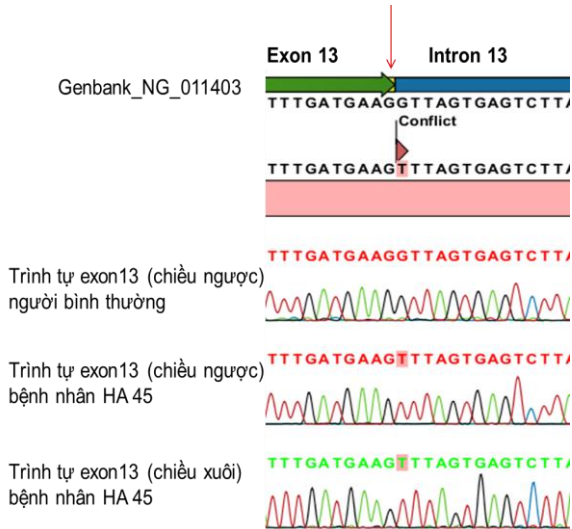 Exon 13 Intron 13
Genbank_NG_011403
TTTGATGAAGGTTAGTGAGTCTTA
Conflict
TTTGATGAAGTTTAGTGAGTCTTA
TTTGATGAAGGTTAGTGAGTCTTA
Trình tự exon13 (chiều ngược)
người bình thường
TTTGATGAAGTTTAGTGAGTCTTA
Trình tự exon13 (chiều ngược)
bệnh nhân HA 45
TTTGATGAAGTTTAGTGAGTCTTA
Trình tự exon13 (chiều xuôi)
bệnh nhân HA 45